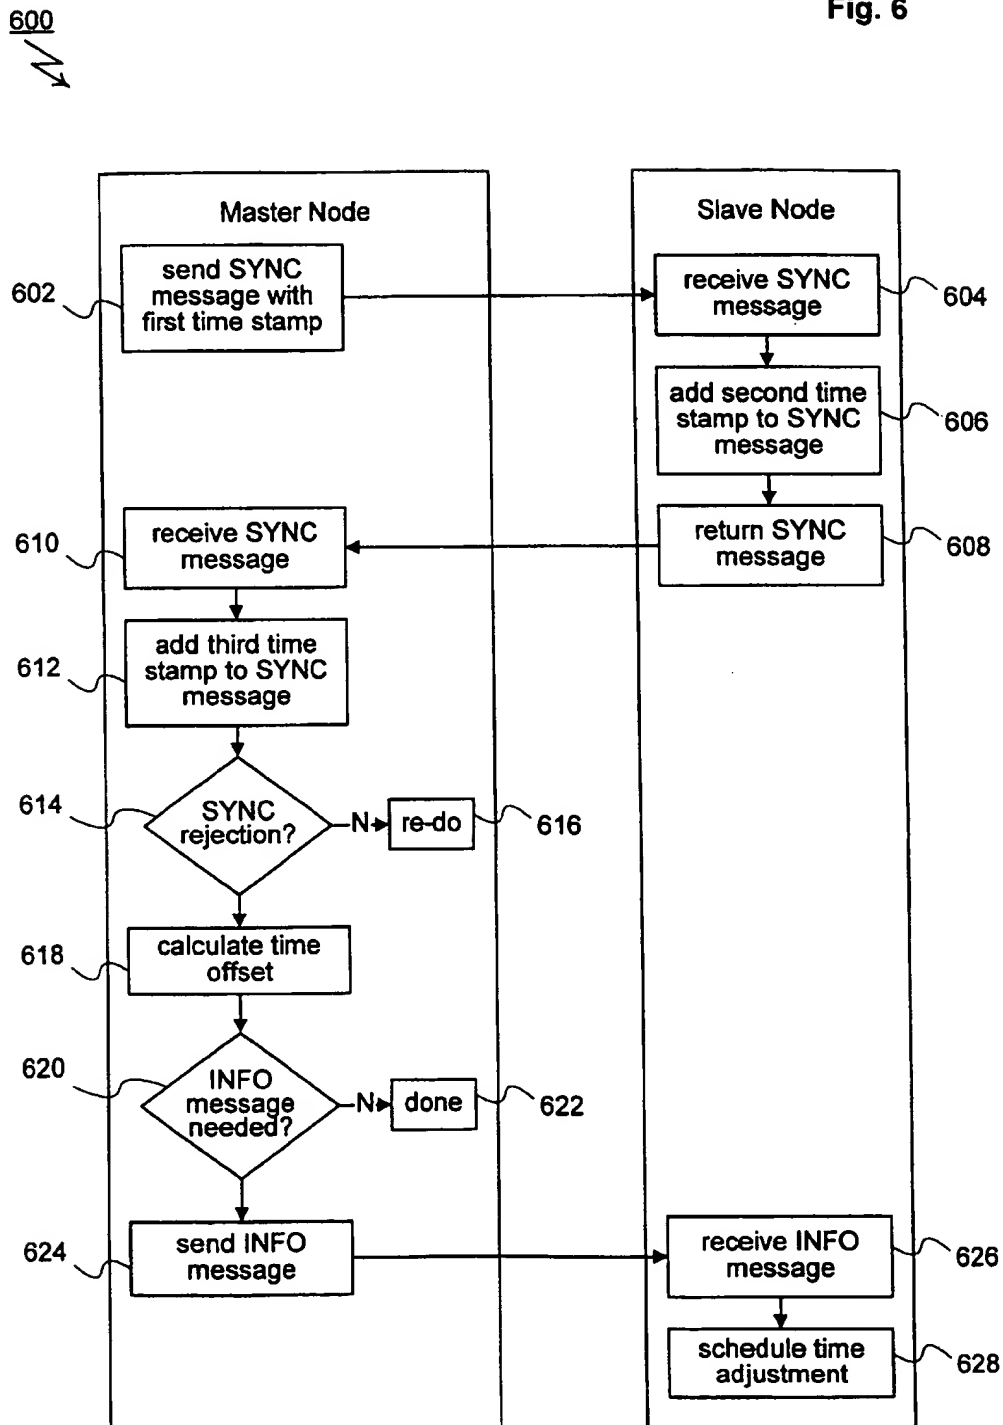 600
Fig. 6
Master Node
Slave Node
602
send SYNC
message with
first time stamp
receive SYNC
message
604
add second time
stamp to SYNC
message
606
610
receive SYNC
message
return SYNC
message
608
612
add third time
stamp to SYNC
message
614
SYNC
rejection?
N
re-do
616
618
calculate time
offset
620
INFO
message
needed?
N
done
622
624
send INFO
message
receive INFO
message
626
schedule time
adjustment
628